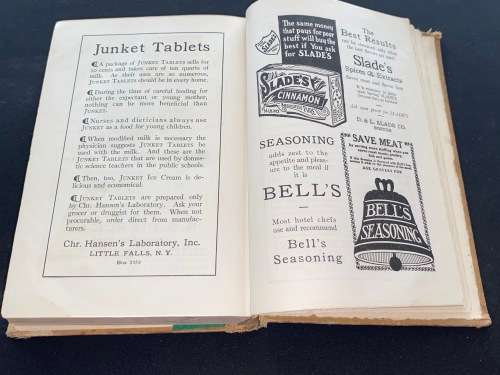 Junket Tablets
A package of JUNKET TABLETS sells for
10 cents and takes care of ten quarts of
milk. As their uses are so numerous,
JUNKET TABLETS should be in every home.
During the time of careful feeding for
either the expectant or young mother,
nothing can be more beneficial than
JUNKET.
Nurses and dieticians always use
JUNKET as a food for young children.
When modified milk is necessary the
physician suggests JUNKET TABLETS be
used with the milk. And these are the
JUNKET TABLETS that are used by domes-
tic science teachers in the public schools.
Then, too, JUNKET Ice Cream is de-
licious and economical.
JUNKET TABLETS are prepared only
by Chr. Hansen's Laboratory. Ask your
grocer or druggist for them. When not
procurable, order direct from manufac-
turers.
Chr. Hansen's Laboratory, Inc.
LITTLE FALLS, N. Y.
The same money
that pays for poor
stuff will buy the
best if You ask
for SLADE'S
SLADE'S
CINNAMON
The
Best Results
Slade's
Spices & Extracts
D. & L. SLADE CO.
BOSTON
SEASONING
adds zest to the
appetite and pleas-
ure to the meal if
it is
BELL'S
Most hotel chefs
use and recommend
Bell's
Seasoning
"SAVE MEAT"
ASK GROCERS FOR
BELL'S
SEASONING